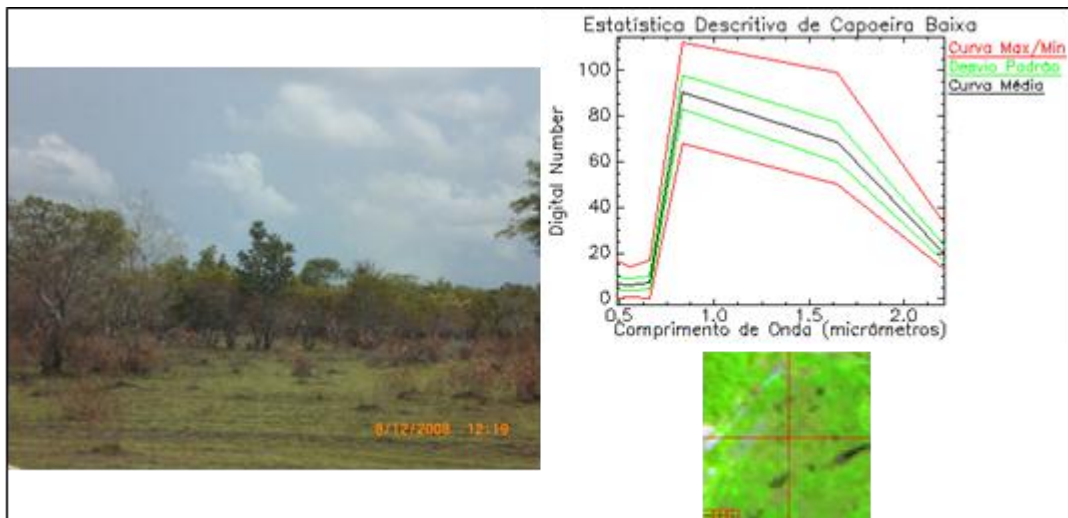 Estatística Descritiva de Capoeira Baixa
Curva Max/Min
Desvio Padrão
Curva Média
Digital Number
100
80
60
40
20
0
0.5
1.0
1.5
2.0
Comprimento de Onda (micrômetros)
8/12/2008 12:19